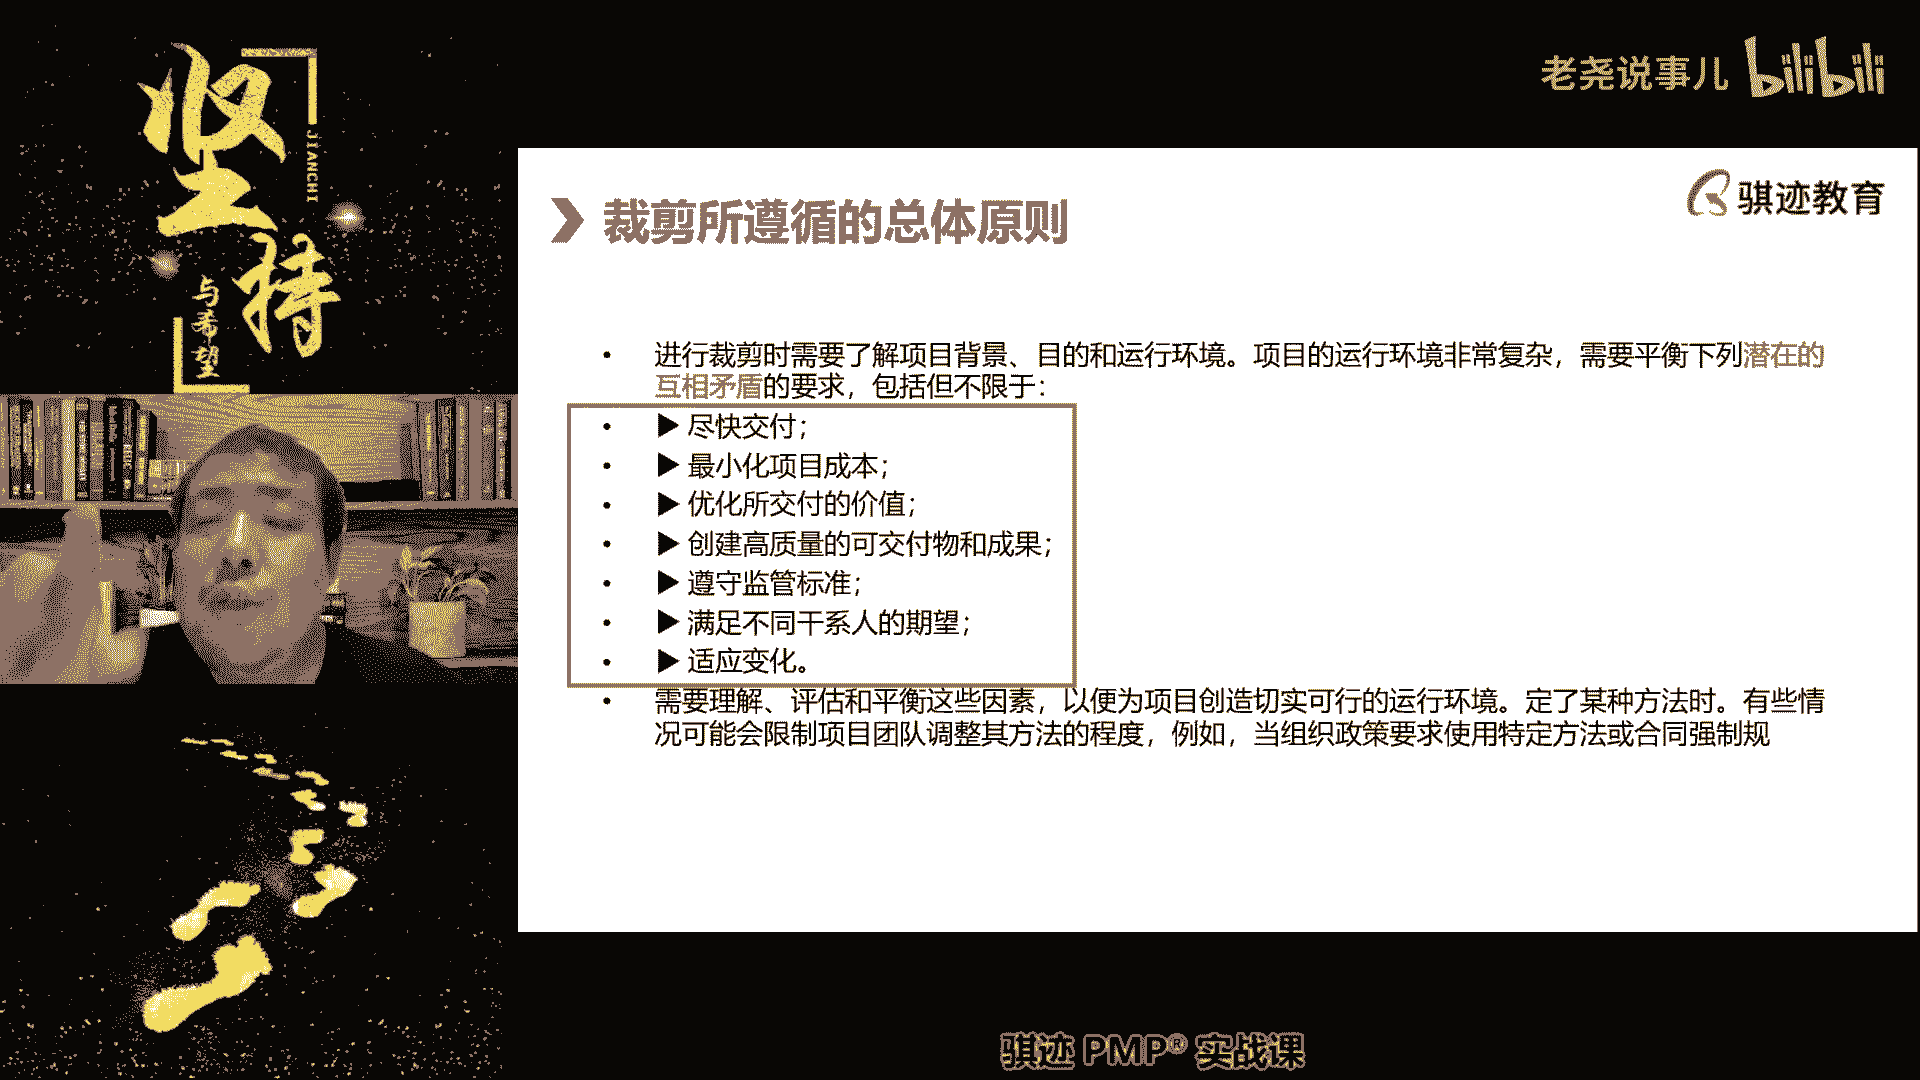 坚持
JIANCHI
与希望
老尧说事儿 bilibili
骐迹教育
裁剪所遵循的总体原则
• 进行裁剪时需要了解项目背景、目的和运行环境。项目的运行环境非常复杂，需要平衡下列潜在的
互相矛盾的要求，包括但不限于：
• ▶ 尽快交付；
• ▶ 最小化项目成本；
• ▶ 优化所交付的价值；
• ▶ 创建高质量的可交付物和成果；
• ▶ 遵守监管标准；
• ▶ 满足不同干系人的期望；
• ▶ 适应变化。
• 需要理解、评估和平衡这些因素，以便为项目创造切实可行的运行环境。定了某种方法时。有些情
况可能会限制项目团队调整其方法的程度，例如，当组织政策要求使用特定方法或合同强制规
骐迹 PMP® 实战课